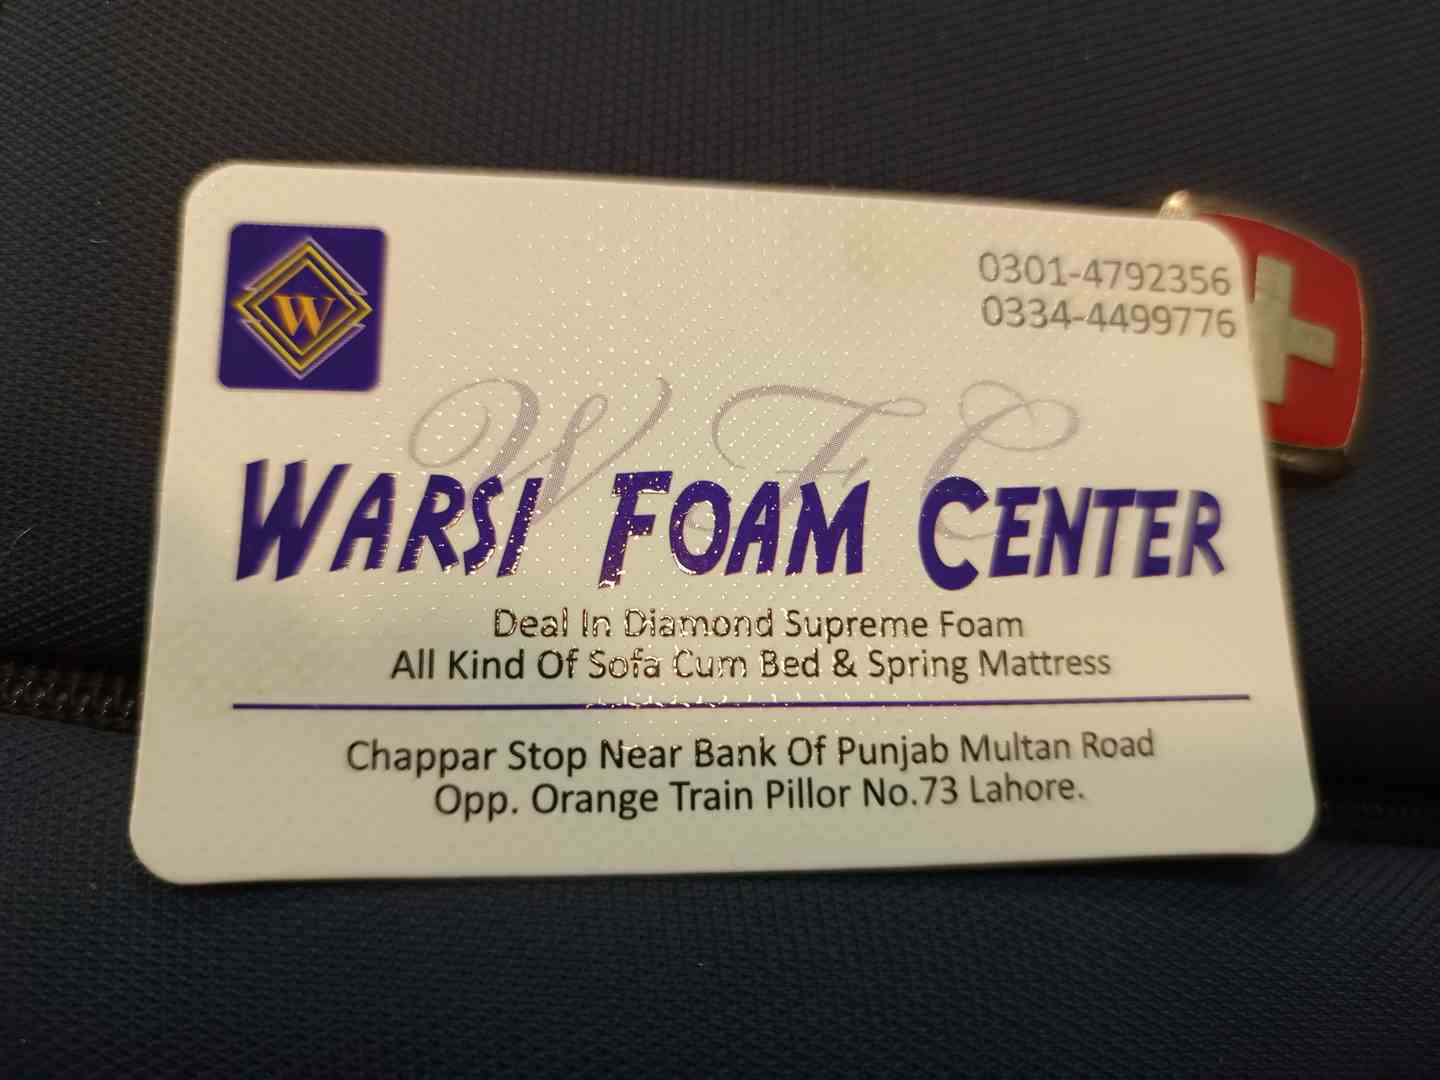 W
0301-4792356
0334-4499776
W F C
WARSI FOAM CENTER
Deal In Diamond Supreme Foam
All Kind Of Sofa Cum Bed & Spring Mattress
Chappar Stop Near Bank Of Punjab Multan Road
Opp. Orange Train Pillor No.73 Lahore.